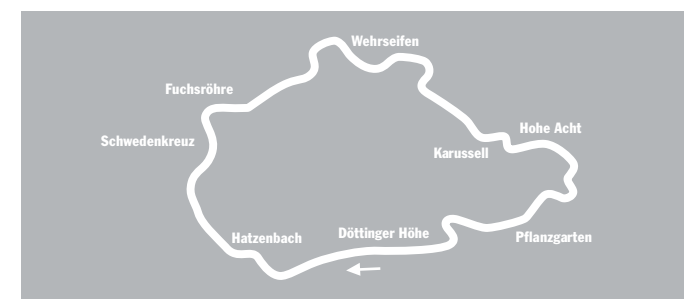 Wehrseifen
Fuchsröhre
Hohe Acht
Schwedenkreuz
Karussell
Hatzenbach
Döttinger Höhe
Pflanzgarten